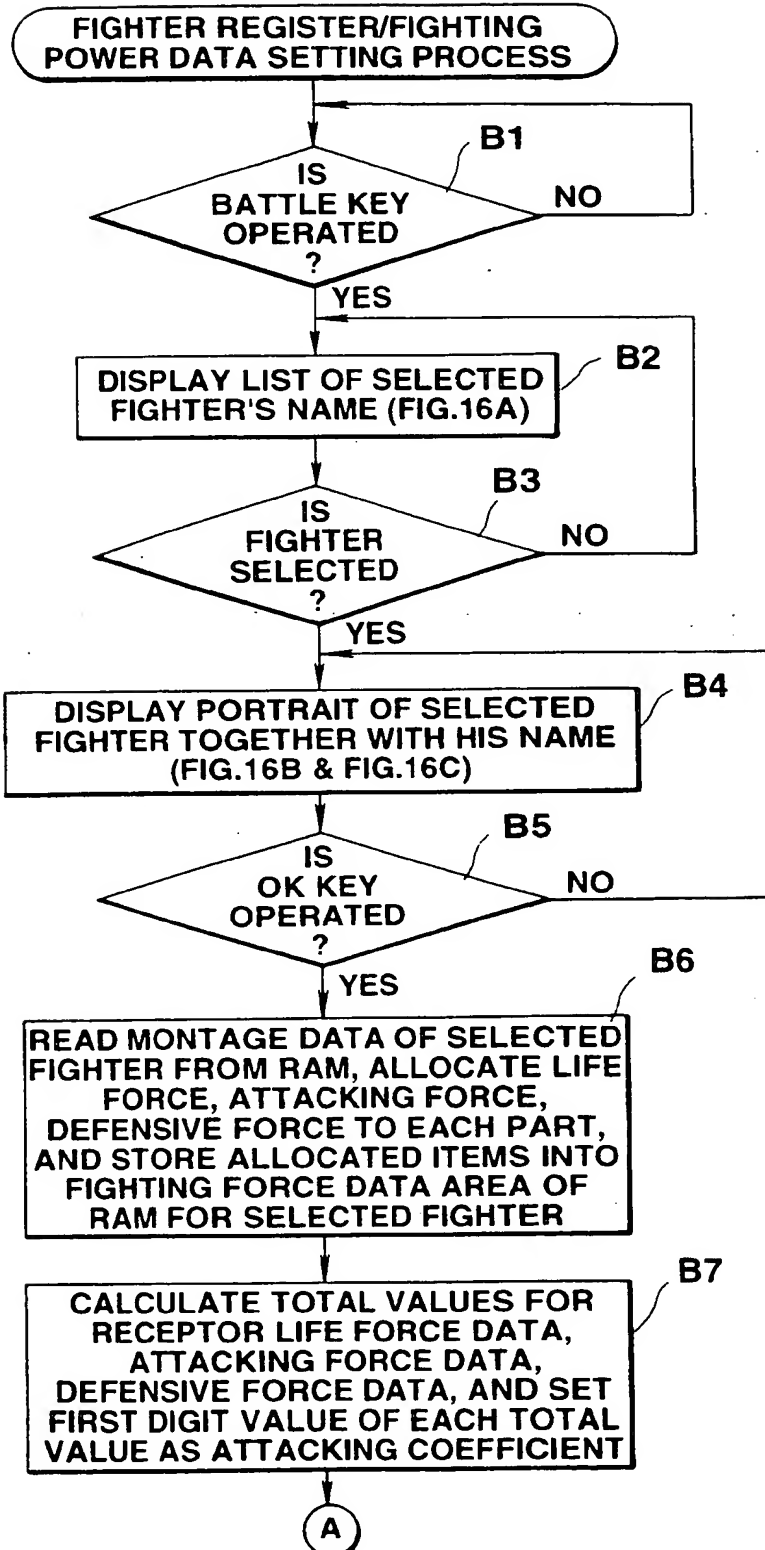 FIGHTER REGISTER/FIGHTING
POWER DATA SETTING PROCESS
B1
IS
BATTLE KEY
OPERATED
?
NO
YES
B2
DISPLAY LIST OF SELECTED
FIGHTER'S NAME (FIG.16A)
B3
IS
FIGHTER
SELECTED
?
NO
YES
B4
DISPLAY PORTRAIT OF SELECTED
FIGHTER TOGETHER WITH HIS NAME
(FIG.16B & FIG.16C)
B5
IS
OK KEY
OPERATED
?
NO
YES
B6
READ MONTAGE DATA OF SELECTED
FIGHTER FROM RAM, ALLOCATE LIFE
FORCE, ATTACKING FORCE,
DEFENSIVE FORCE TO EACH PART,
AND STORE ALLOCATED ITEMS INTO
FIGHTING FORCE DATA AREA OF
RAM FOR SELECTED FIGHTER
B7
CALCULATE TOTAL VALUES FOR
RECEPTOR LIFE FORCE DATA,
ATTACKING FORCE DATA,
DEFENSIVE FORCE DATA, AND SET
FIRST DIGIT VALUE OF EACH TOTAL
VALUE AS ATTACKING COEFFICIENT
A